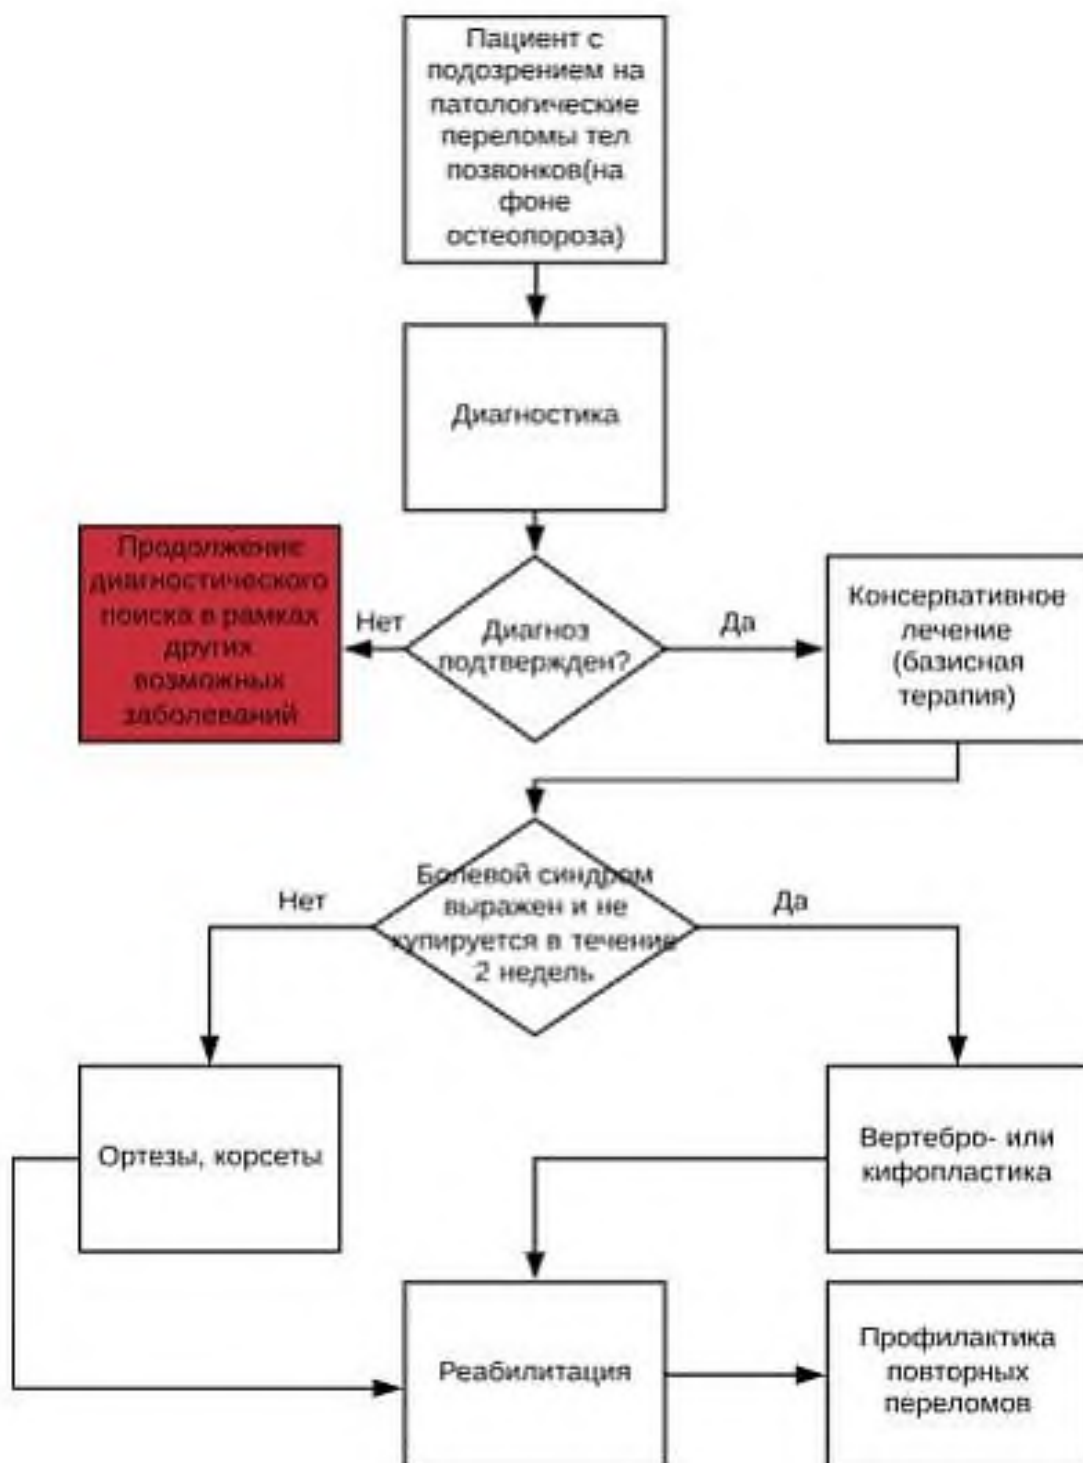 Пациент с
подозрением на
патологические
переломы тел
позвонков(на
фоне
остеопороза)
Диагностика
Продолжение
диагностического
поиска в рамках
других
возможных
заболеваний
Нет
Диагноз
подтвержден?
Да
Консервативное
лечение
(базисная
терапия)
Нет
Болевой синдром
выражен и не
купируется в течение
2 недель
Да
Ортезы, корсеты
Вертебро- или
кифопластика
Реабилитация
Профилактика
повторных
переломов